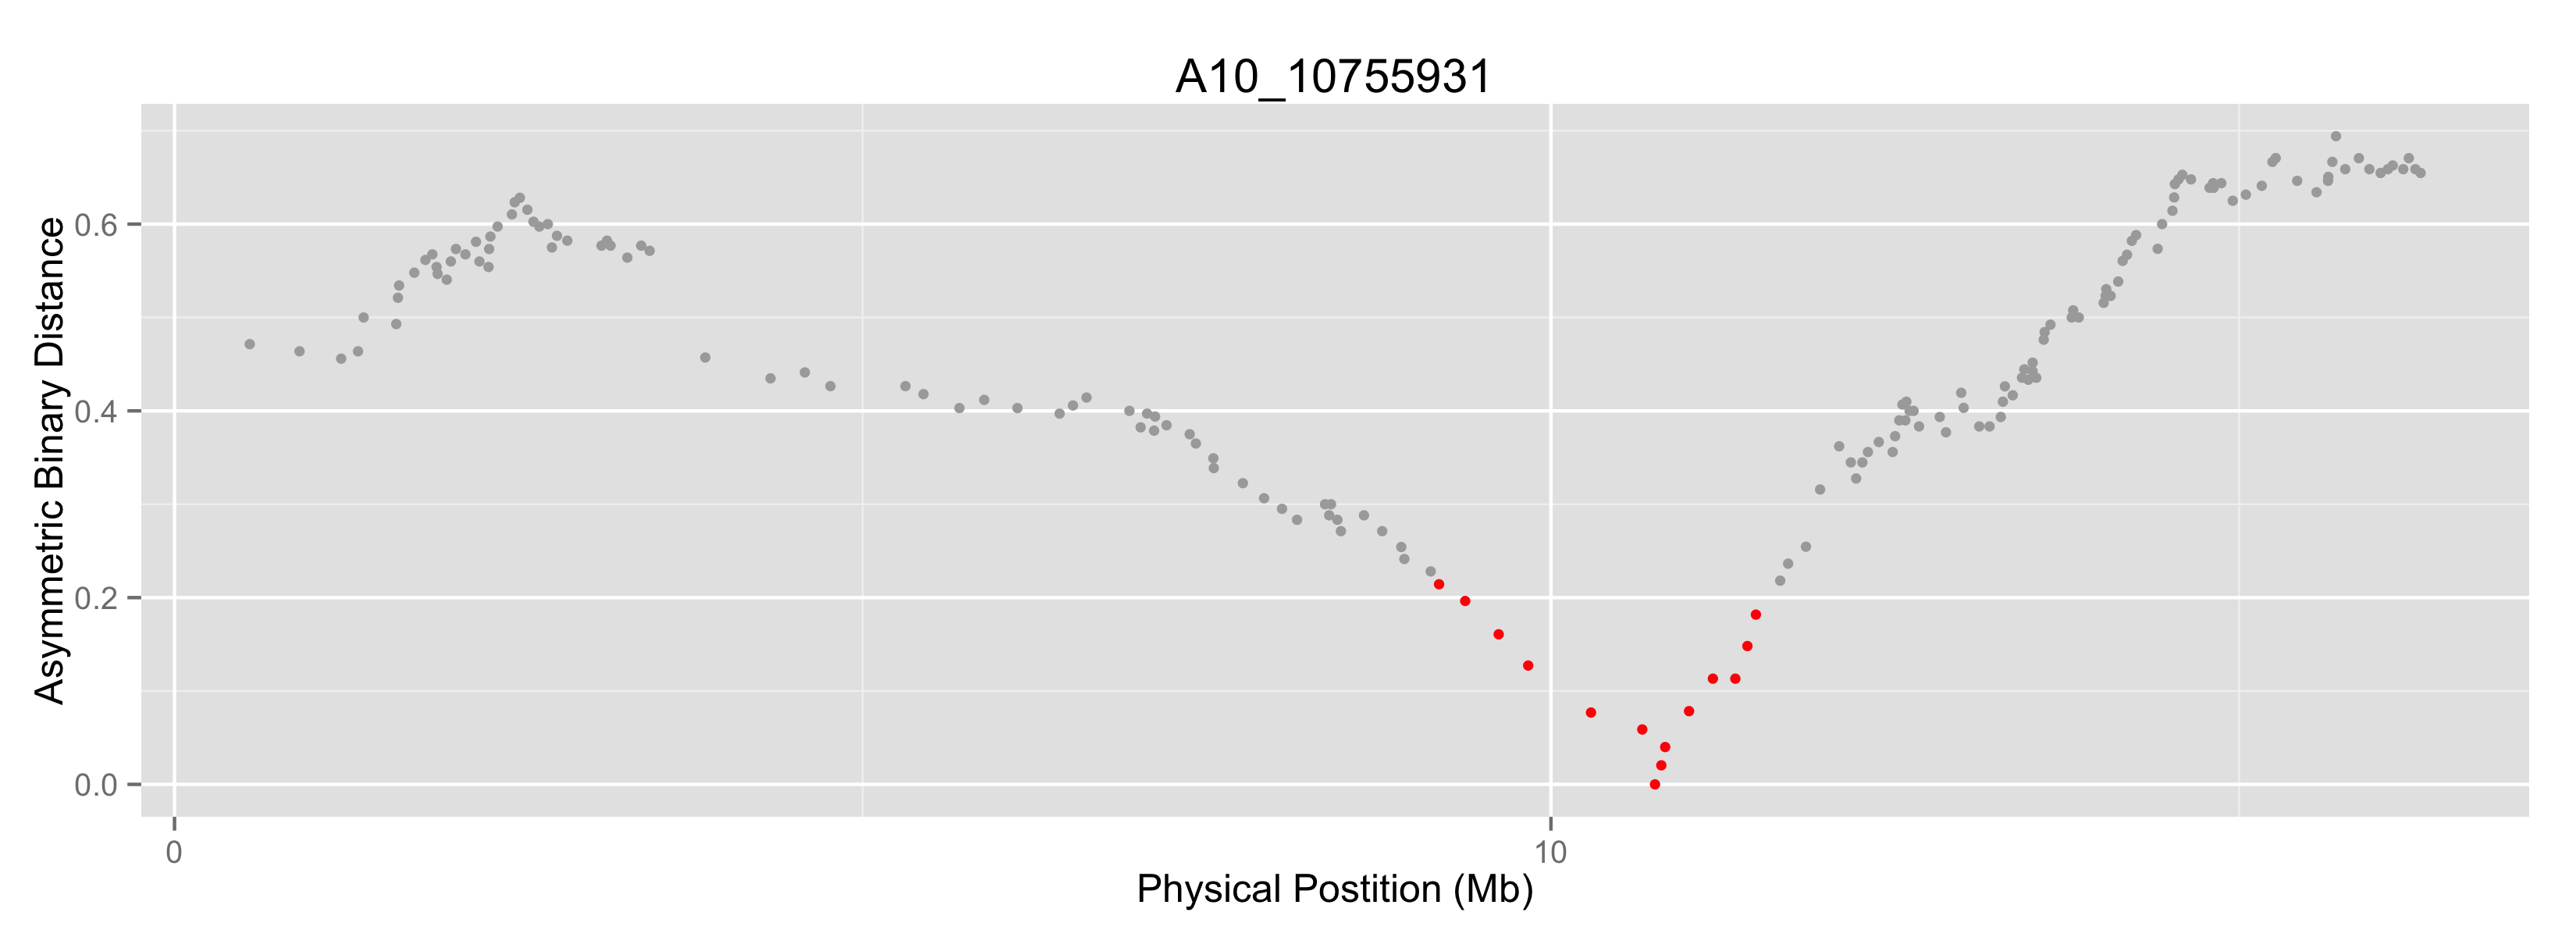 A10_10755931
Asymmetric Binary Distance
0.6
0.4
0.2
0.0
0
10
Physical Postition (Mb)